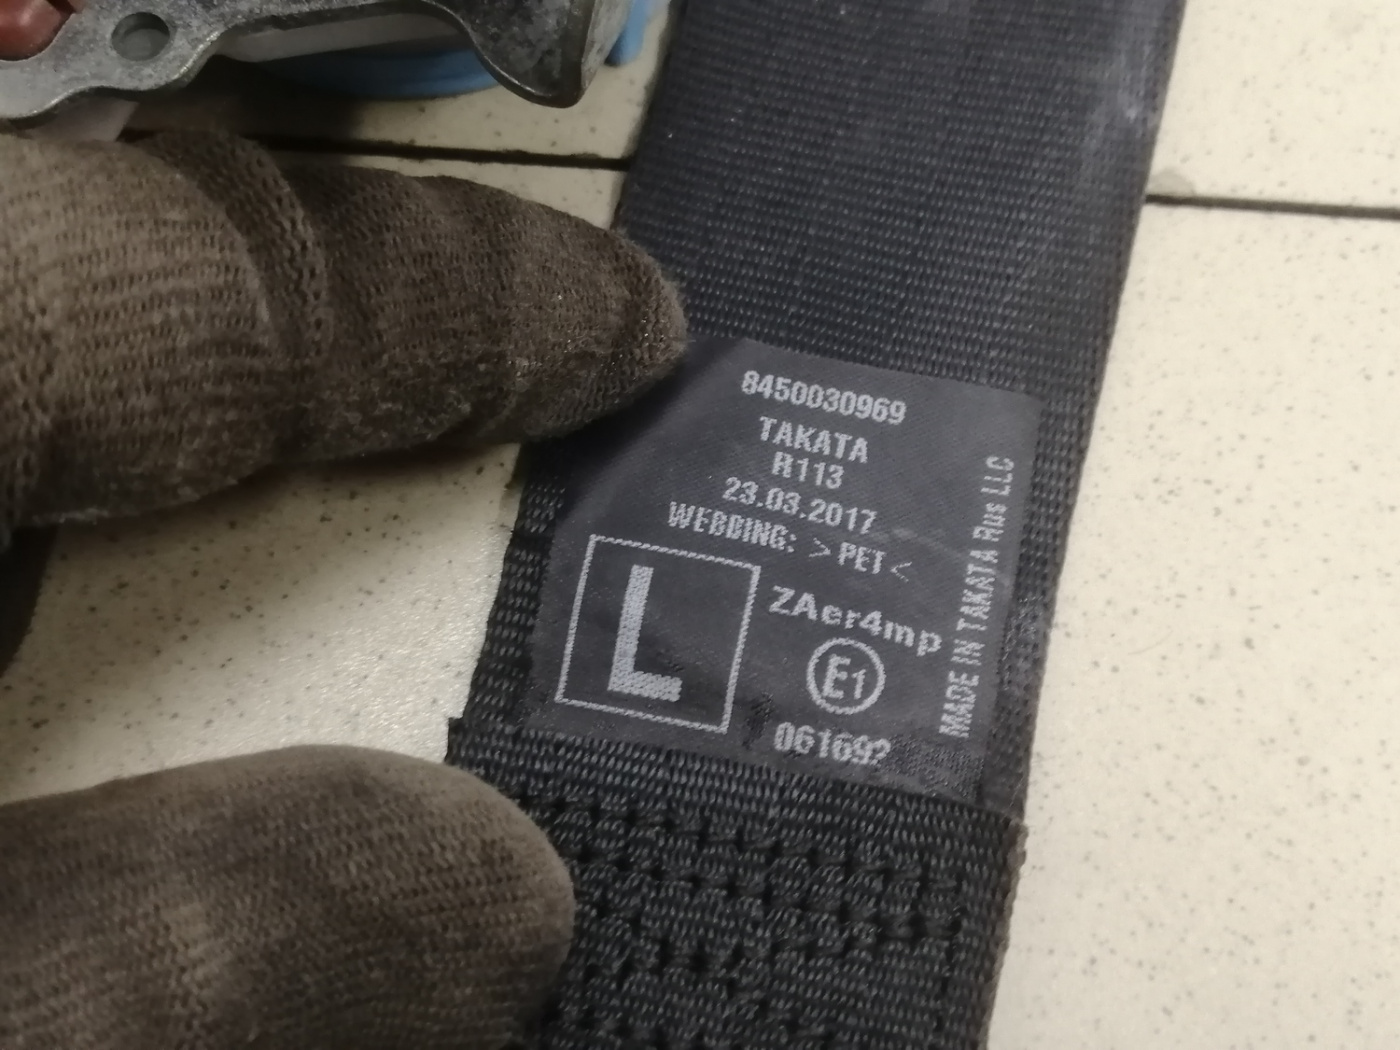 8450030969
TAKATA
R113
23.03.2017
WEBBING: >PET<
L
ZAer4mp
E1
061692
MADE IN TAKATA Rus LLC